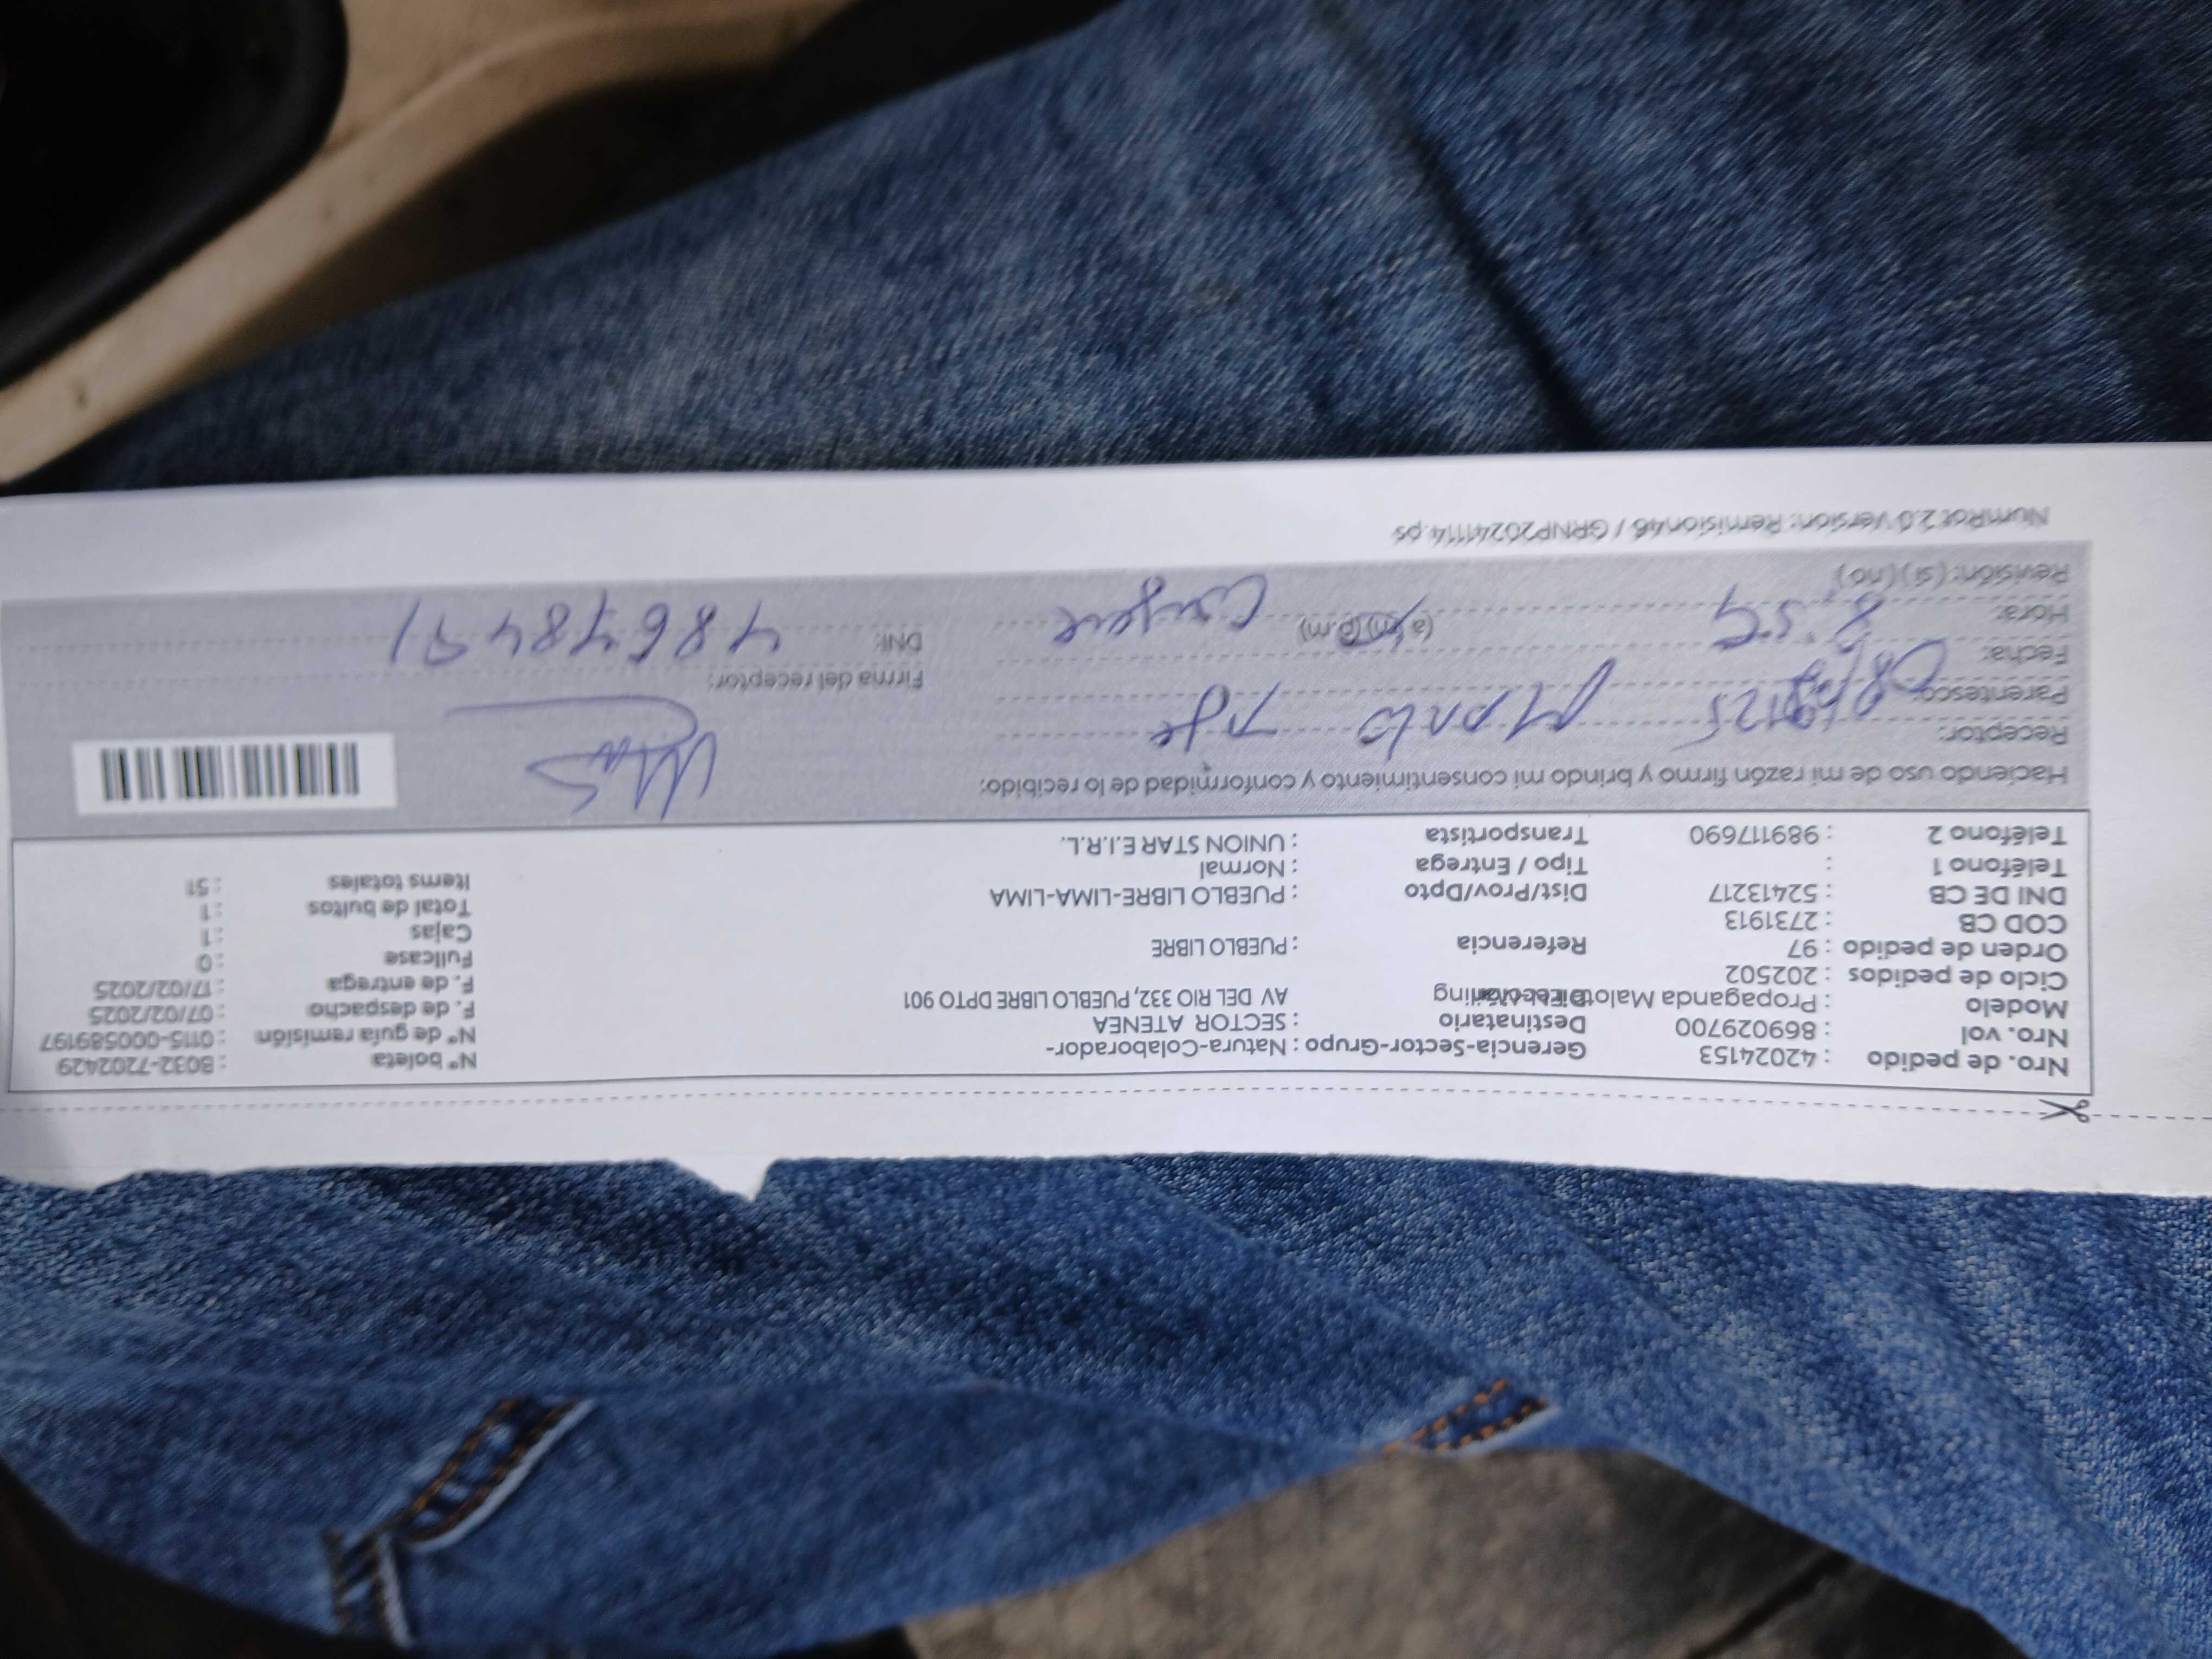 Nro. de pedido : 42024153 Gerencia-Sector-Grupo : Natura-Colaborador- N° boleta : B032-7202429
Nro. vol : 869029700 Destinatario : SECTOR ATENEA N° de guía remisión : 0115-000589197
Modelo : Propaganda Malote AV DEL RIO 332, PUEBLO LIBRE DPTO 901 F. de despacho : 07/02/2025
Ciclo de pedidos : 202502 F. de entrega : 17/02/2025
Orden de pedido : 97 Referencia : PUEBLO LIBRE Fullcase : 0
COD CB : 2731913 Cajas : 1
DNI DE CB : 52413217 Dist/Prov/Dpto : PUEBLO LIBRE-LIMA-LIMA Total de bultos : 1
Teléfono 1 : Tipo / Entrega : Normal Items totales : 51
Teléfono 2 : 989117690 Transportista : UNION STAR E.I.R.L.
Haciendo uso de mi razón firmo y brindo mi consentimiento y conformidad de lo recibido:
Receptor:
Parentesco:
Fecha: Firma del receptor:
Hora: (a.m) (p.m) DNI:
Revisión: (si) (no)
NumRot 2.0 Version: Remision46 / GRNP20241114.ps